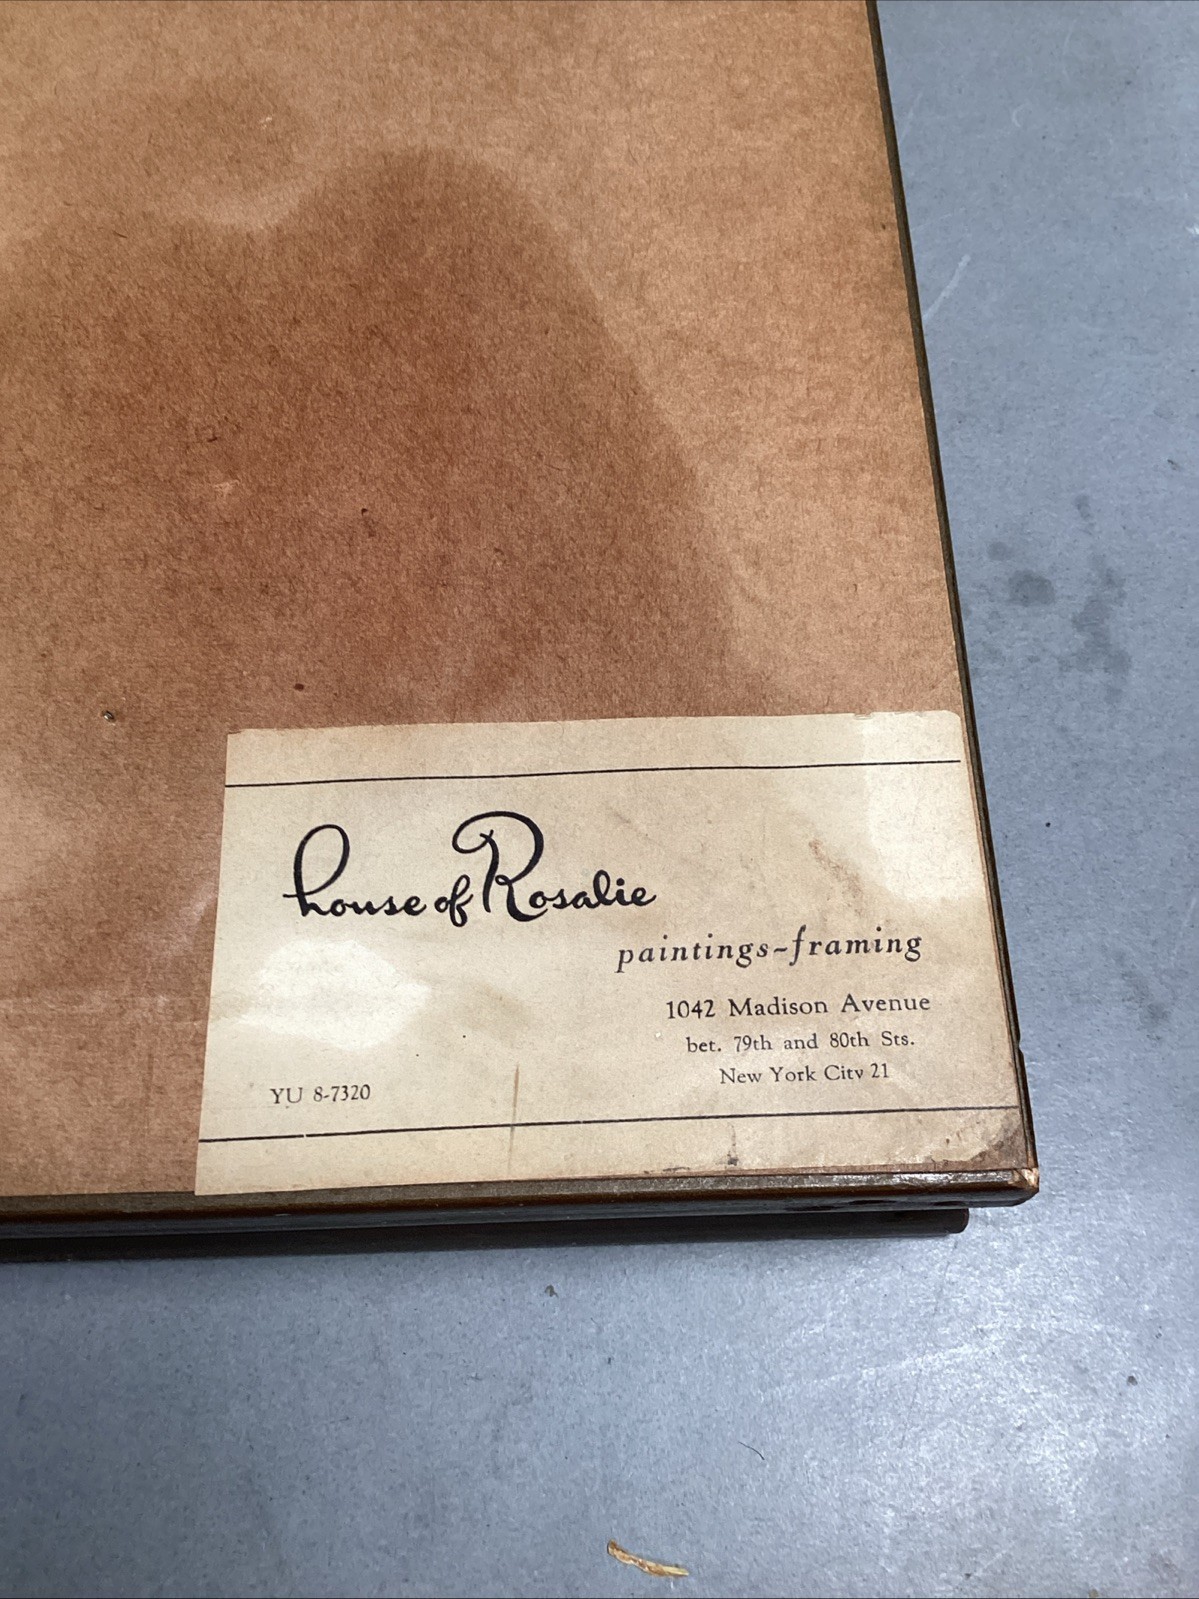 house of Rosalie
paintings~framing
1042 Madison Avenue
bet. 79th and 80th Sts.
New York City 21
YU 8-7320